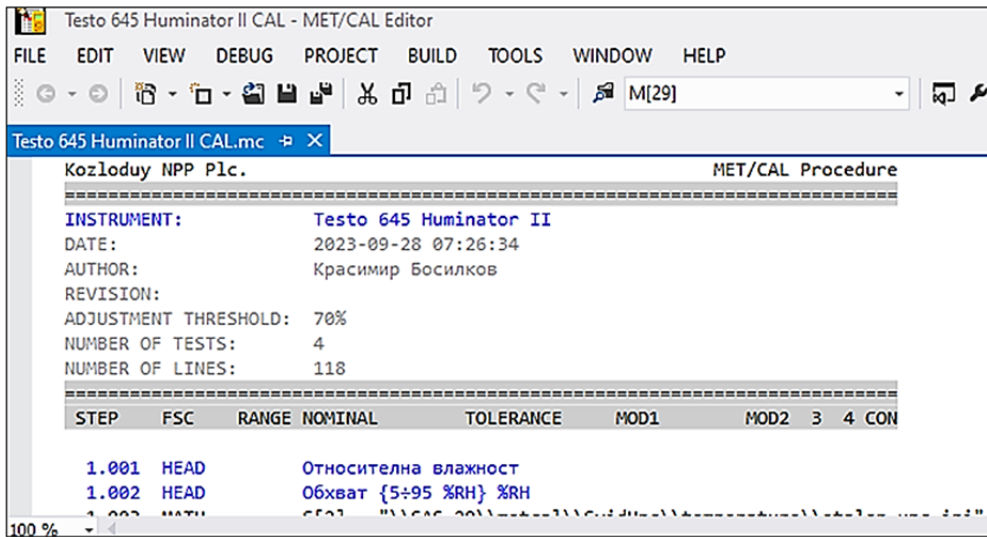 Testo 645 Huminator II CAL - MET/CAL Editor
FILE EDIT VIEW DEBUG PROJECT BUILD TOOLS WINDOW HELP
M[29]
Testo 645 Huminator II CAL.mc
Kozloduy NPP Plc. MET/CAL Procedure
INSTRUMENT: Testo 645 Huminator II
DATE: 2023-09-28 07:26:34
AUTHOR: Красимир Босилков
REVISION:
ADJUSTMENT THRESHOLD: 70%
NUMBER OF TESTS: 4
NUMBER OF LINES: 118
STEP FSC RANGE NOMINAL TOLERANCE MOD1 MOD2 3 4 CON
1.001 HEAD Относителна влажност
1.002 HEAD Обхват {5÷95 %RH} %RH
1.003 MATH
100 %